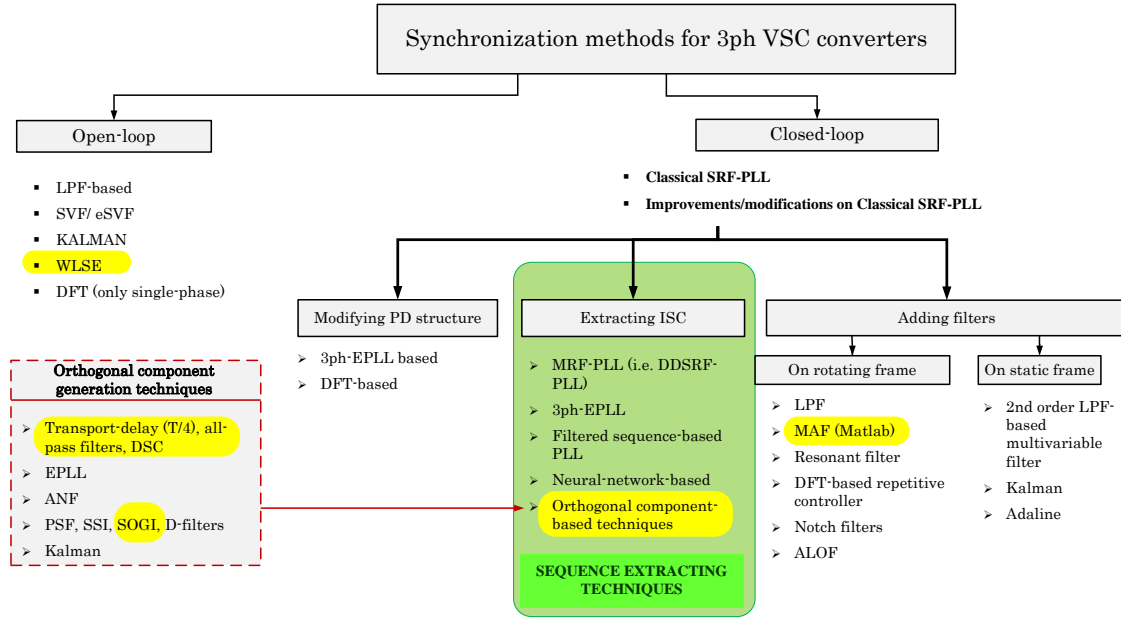 Synchronization methods for 3ph VSC converters
Open-loop
LPF-based
SVF/ eSVF
KALMAN
WLSE
DFT (only single-phase)
Closed-loop
Classical SRF-PLL
Improvements/modifications on Classical SRF-PLL
Modifying PD structure
3ph-EPLL based
DFT-based
Extracting ISC
MRF-PLL (i.e. DDSRF-
PLL)
3ph-EPLL
Filtered sequence-based
PLL
Neural-network-based
Orthogonal component-
based techniques
SEQUENCE EXTRACTING
TECHNIQUES
Adding filters
On rotating frame
LPF
MAF (Matlab)
Resonant filter
DFT-based repetitive
controller
Notch filters
ALOF
On static frame
2nd order LPF-
based
multivariable
filter
Kalman
Adaline
Orthogonal component
generation techniques
Transport-delay (T/4), all-
pass filters, DSC
EPLL
ANF
PSF, SSI, SOGI, D-filters
Kalman